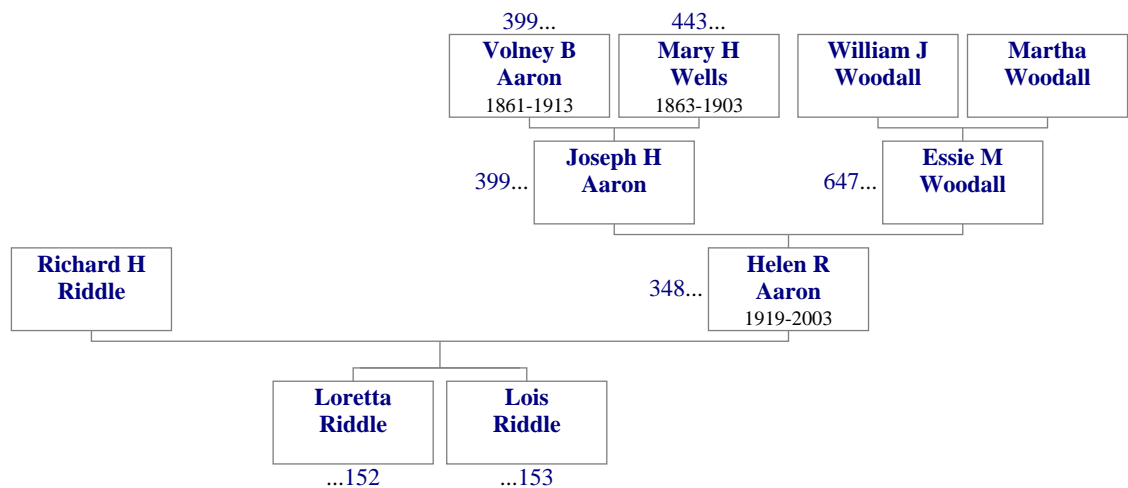 399...
443...
Volney B
Aaron
1861-1913
Mary H
Wells
1863-1903
William J
Woodall
Martha
Woodall
399...
Joseph H
Aaron
647...
Essie M
Woodall
Richard H
Riddle
348...
Helen R
Aaron
1919-2003
Loretta
Riddle
Lois
Riddle
...152
...153